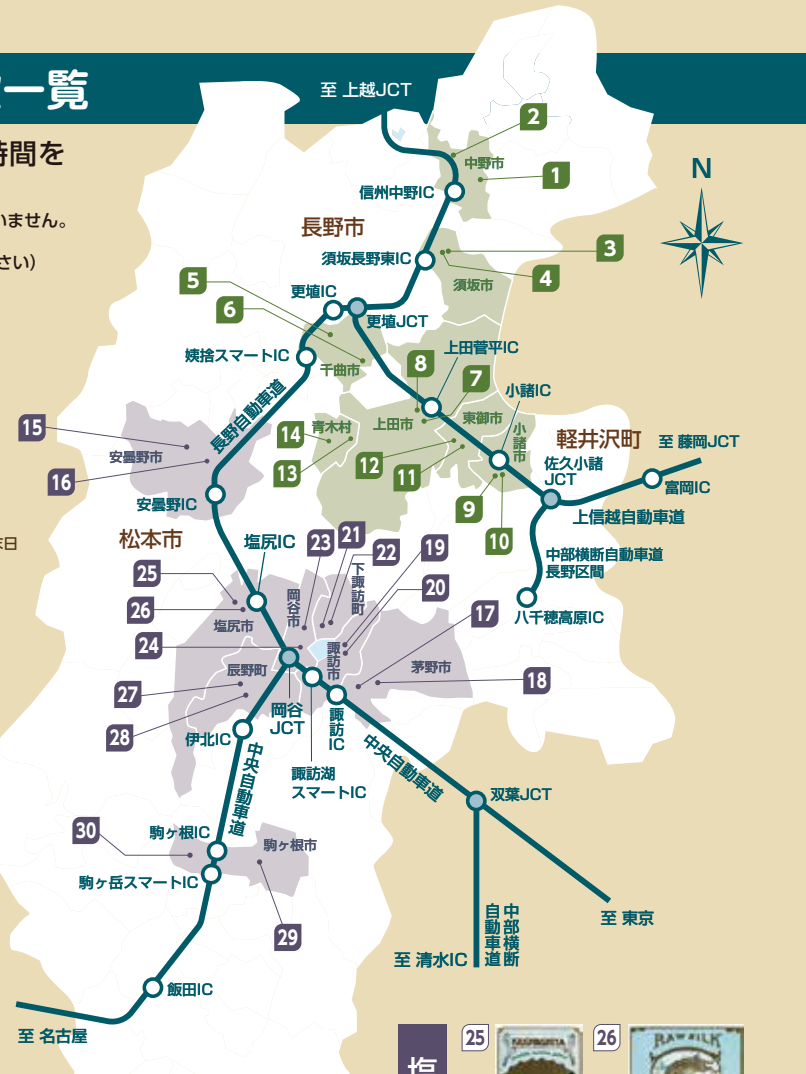 一覧
時間を
いません。
さい）
末日
至 上越JCT
N
2
中野市
1
信州中野IC
長野市
須坂長野東IC
3
4
須坂市
5
6
更埴IC
更埴JCT
姨捨スマートIC
千曲市
上田菅平IC
8
7
小諸IC
長野自動車道
青木村
上田市
東御市
小諸市
14
13
12
11
9
10
軽井沢町
至 藤岡JCT
佐久小諸
JCT
富岡IC
上信越自動車道
中部横断自動車道
長野区間
八千穂高原IC
15
安曇野市
16
安曇野IC
松本市
塩尻IC
23
21
22
19
20
下諏訪町
岡谷市
25
26
塩尻市
24
諏訪市
17
茅野市
18
辰野町
27
28
岡谷
JCT
諏訪IC
伊北IC
諏訪湖
スマートIC
中央自動車道
中央自動車道
双葉JCT
30
駒ヶ根IC
駒ヶ根市
駒ヶ岳スマートIC
29
中部横断
自動車道
至 東京
至 清水IC
飯田IC
至 名古屋
塩
25
26
RAW SILK